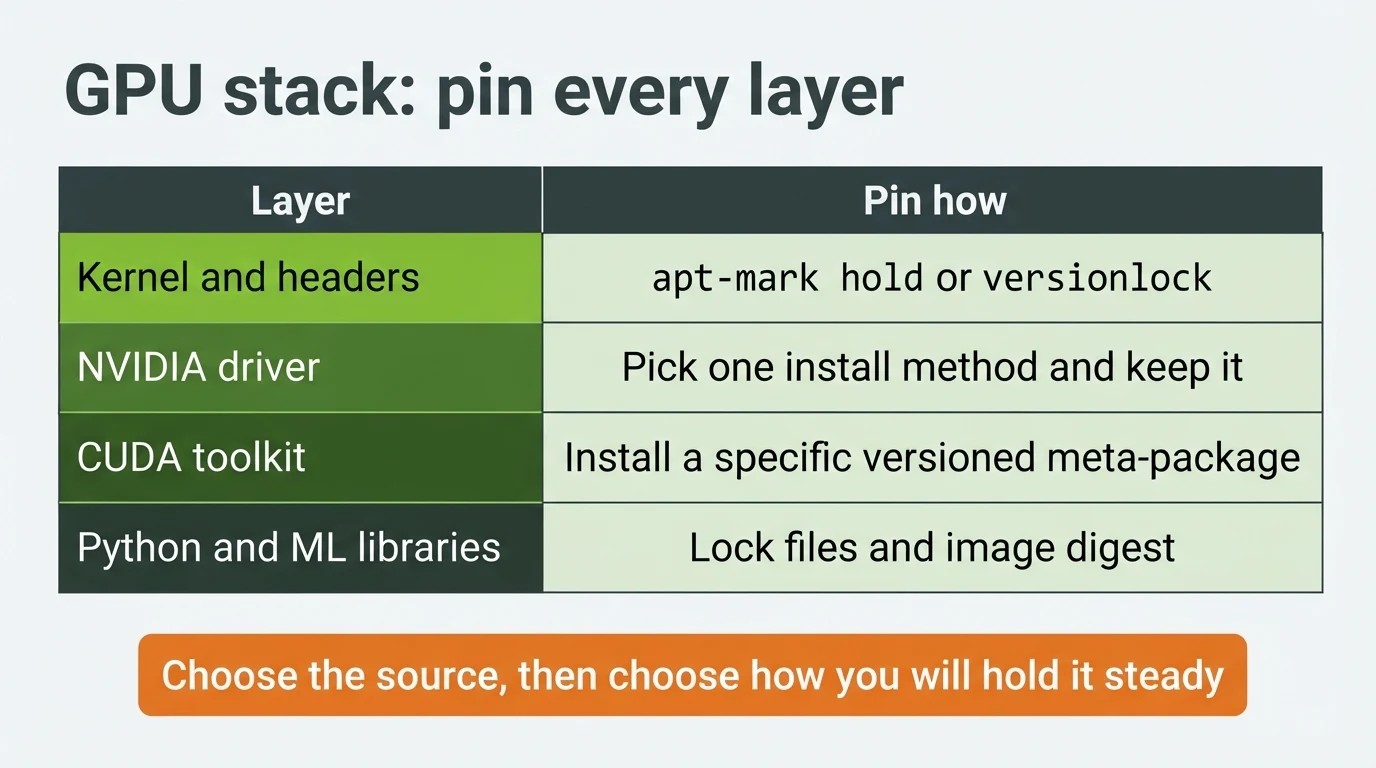 GPU stack: pin every layer
Layer
Pin how
Kernel and headers
apt-mark hold or versionlock
NVIDIA driver
Pick one install method and keep it
CUDA toolkit
Install a specific versioned meta-package
Python and ML libraries
Lock files and image digest
Choose the source, then choose how you will hold it steady